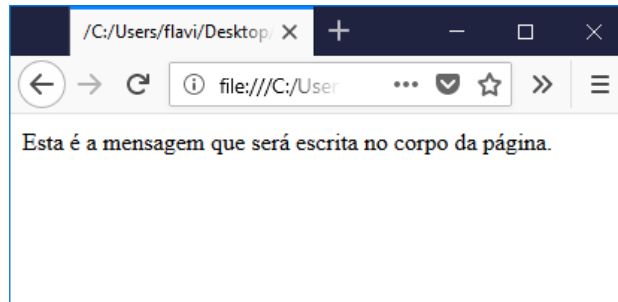 /C:/Users/flavi/Desktop/
file:///C:/User
Esta é a mensagem que será escrita no corpo da página.